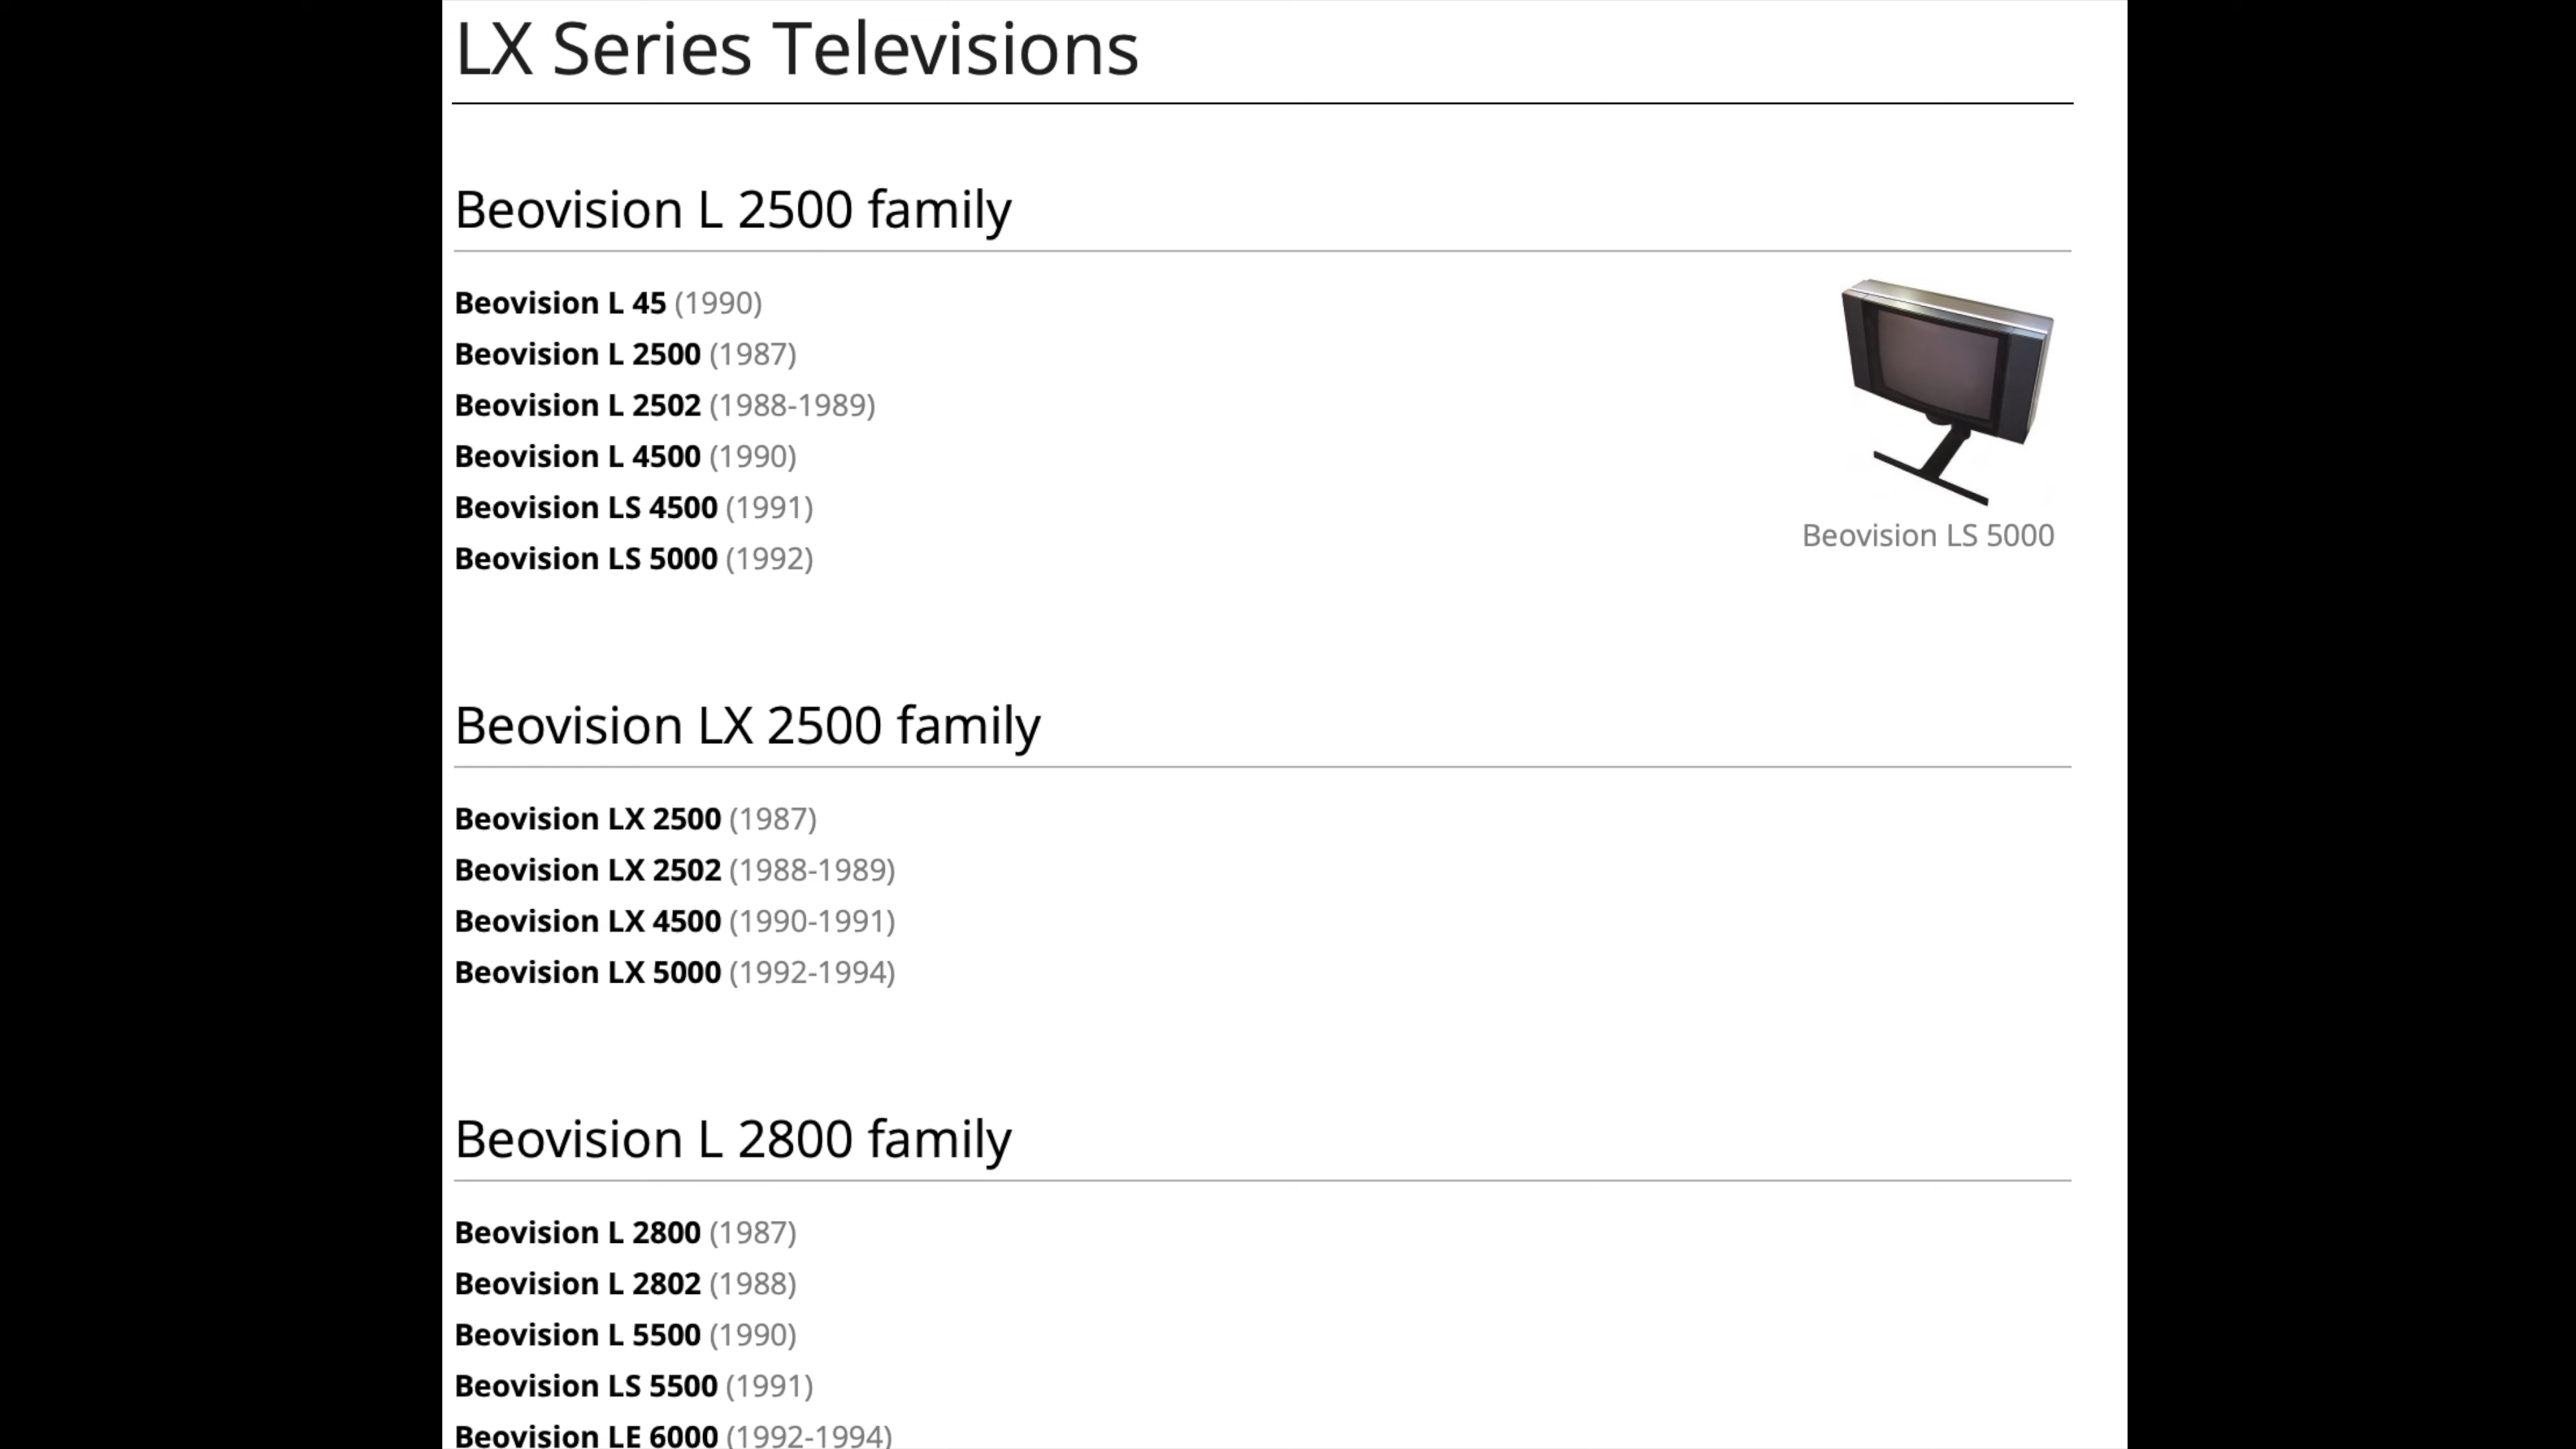 LX Series Televisions
Beovision L 2500 family
Beovision L 45 (1990)
Beovision L 2500 (1987)
Beovision L 2502 (1988-1989)
Beovision L 4500 (1990)
Beovision LS 4500 (1991)
Beovision LS 5000 (1992)
Beovision LS 5000
Beovision LX 2500 family
Beovision LX 2500 (1987)
Beovision LX 2502 (1988-1989)
Beovision LX 4500 (1990-1991)
Beovision LX 5000 (1992-1994)
Beovision L 2800 family
Beovision L 2800 (1987)
Beovision L 2802 (1988)
Beovision L 5500 (1990)
Beovision LS 5500 (1991)
Beovision LE 6000 (1992-1994)